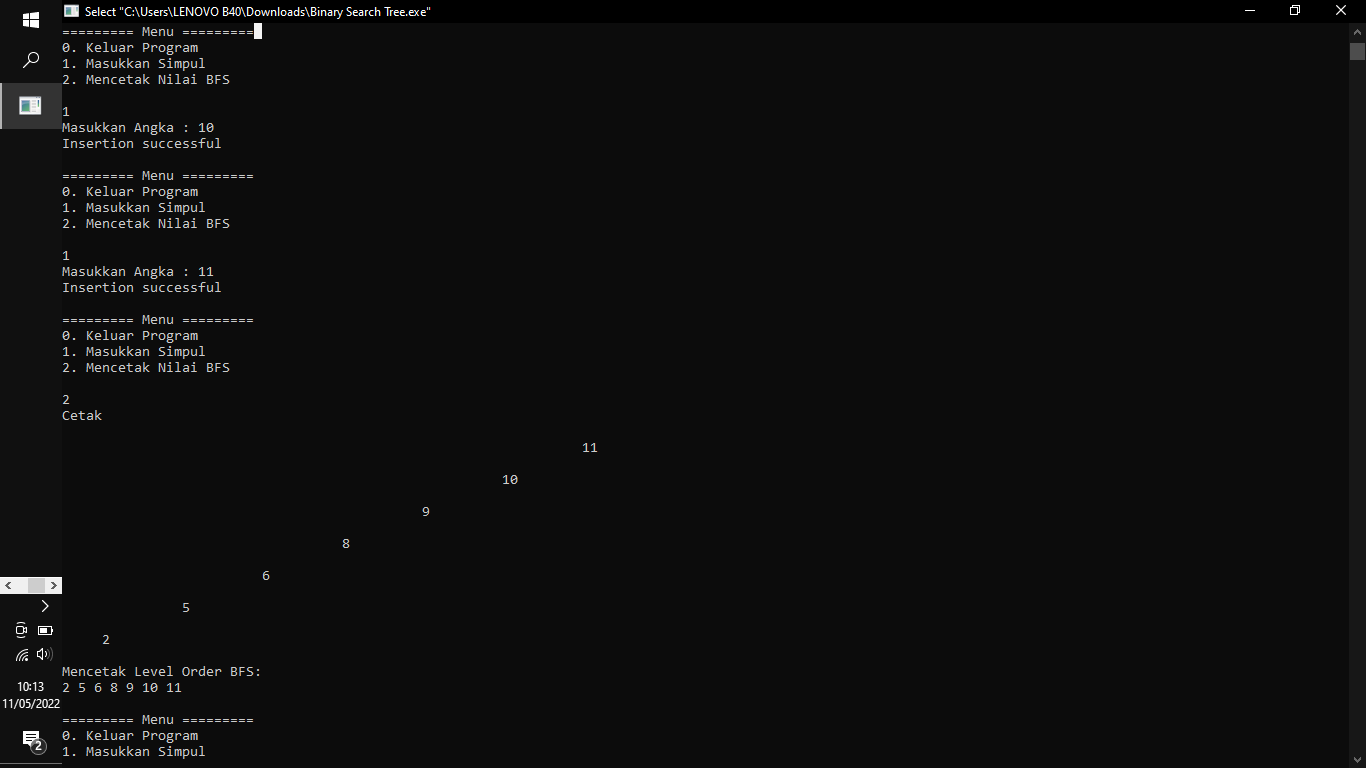 Select "C:\Users\LENOVO B40\Downloads\Binary Search Tree.exe"
========= Menu =========
0. Keluar Program
1. Masukkan Simpul
2. Mencetak Nilai BFS
1
Masukkan Angka : 10
Insertion successful
========= Menu =========
0. Keluar Program
1. Masukkan Simpul
2. Mencetak Nilai BFS
1
Masukkan Angka : 11
Insertion successful
========= Menu =========
0. Keluar Program
1. Masukkan Simpul
2. Mencetak Nilai BFS
2
Cetak
11
10
9
8
6
5
2
Mencetak Level Order BFS:
2 5 6 8 9 10 11
========= Menu =========
0. Keluar Program
1. Masukkan Simpul
10:13
11/05/2022
2